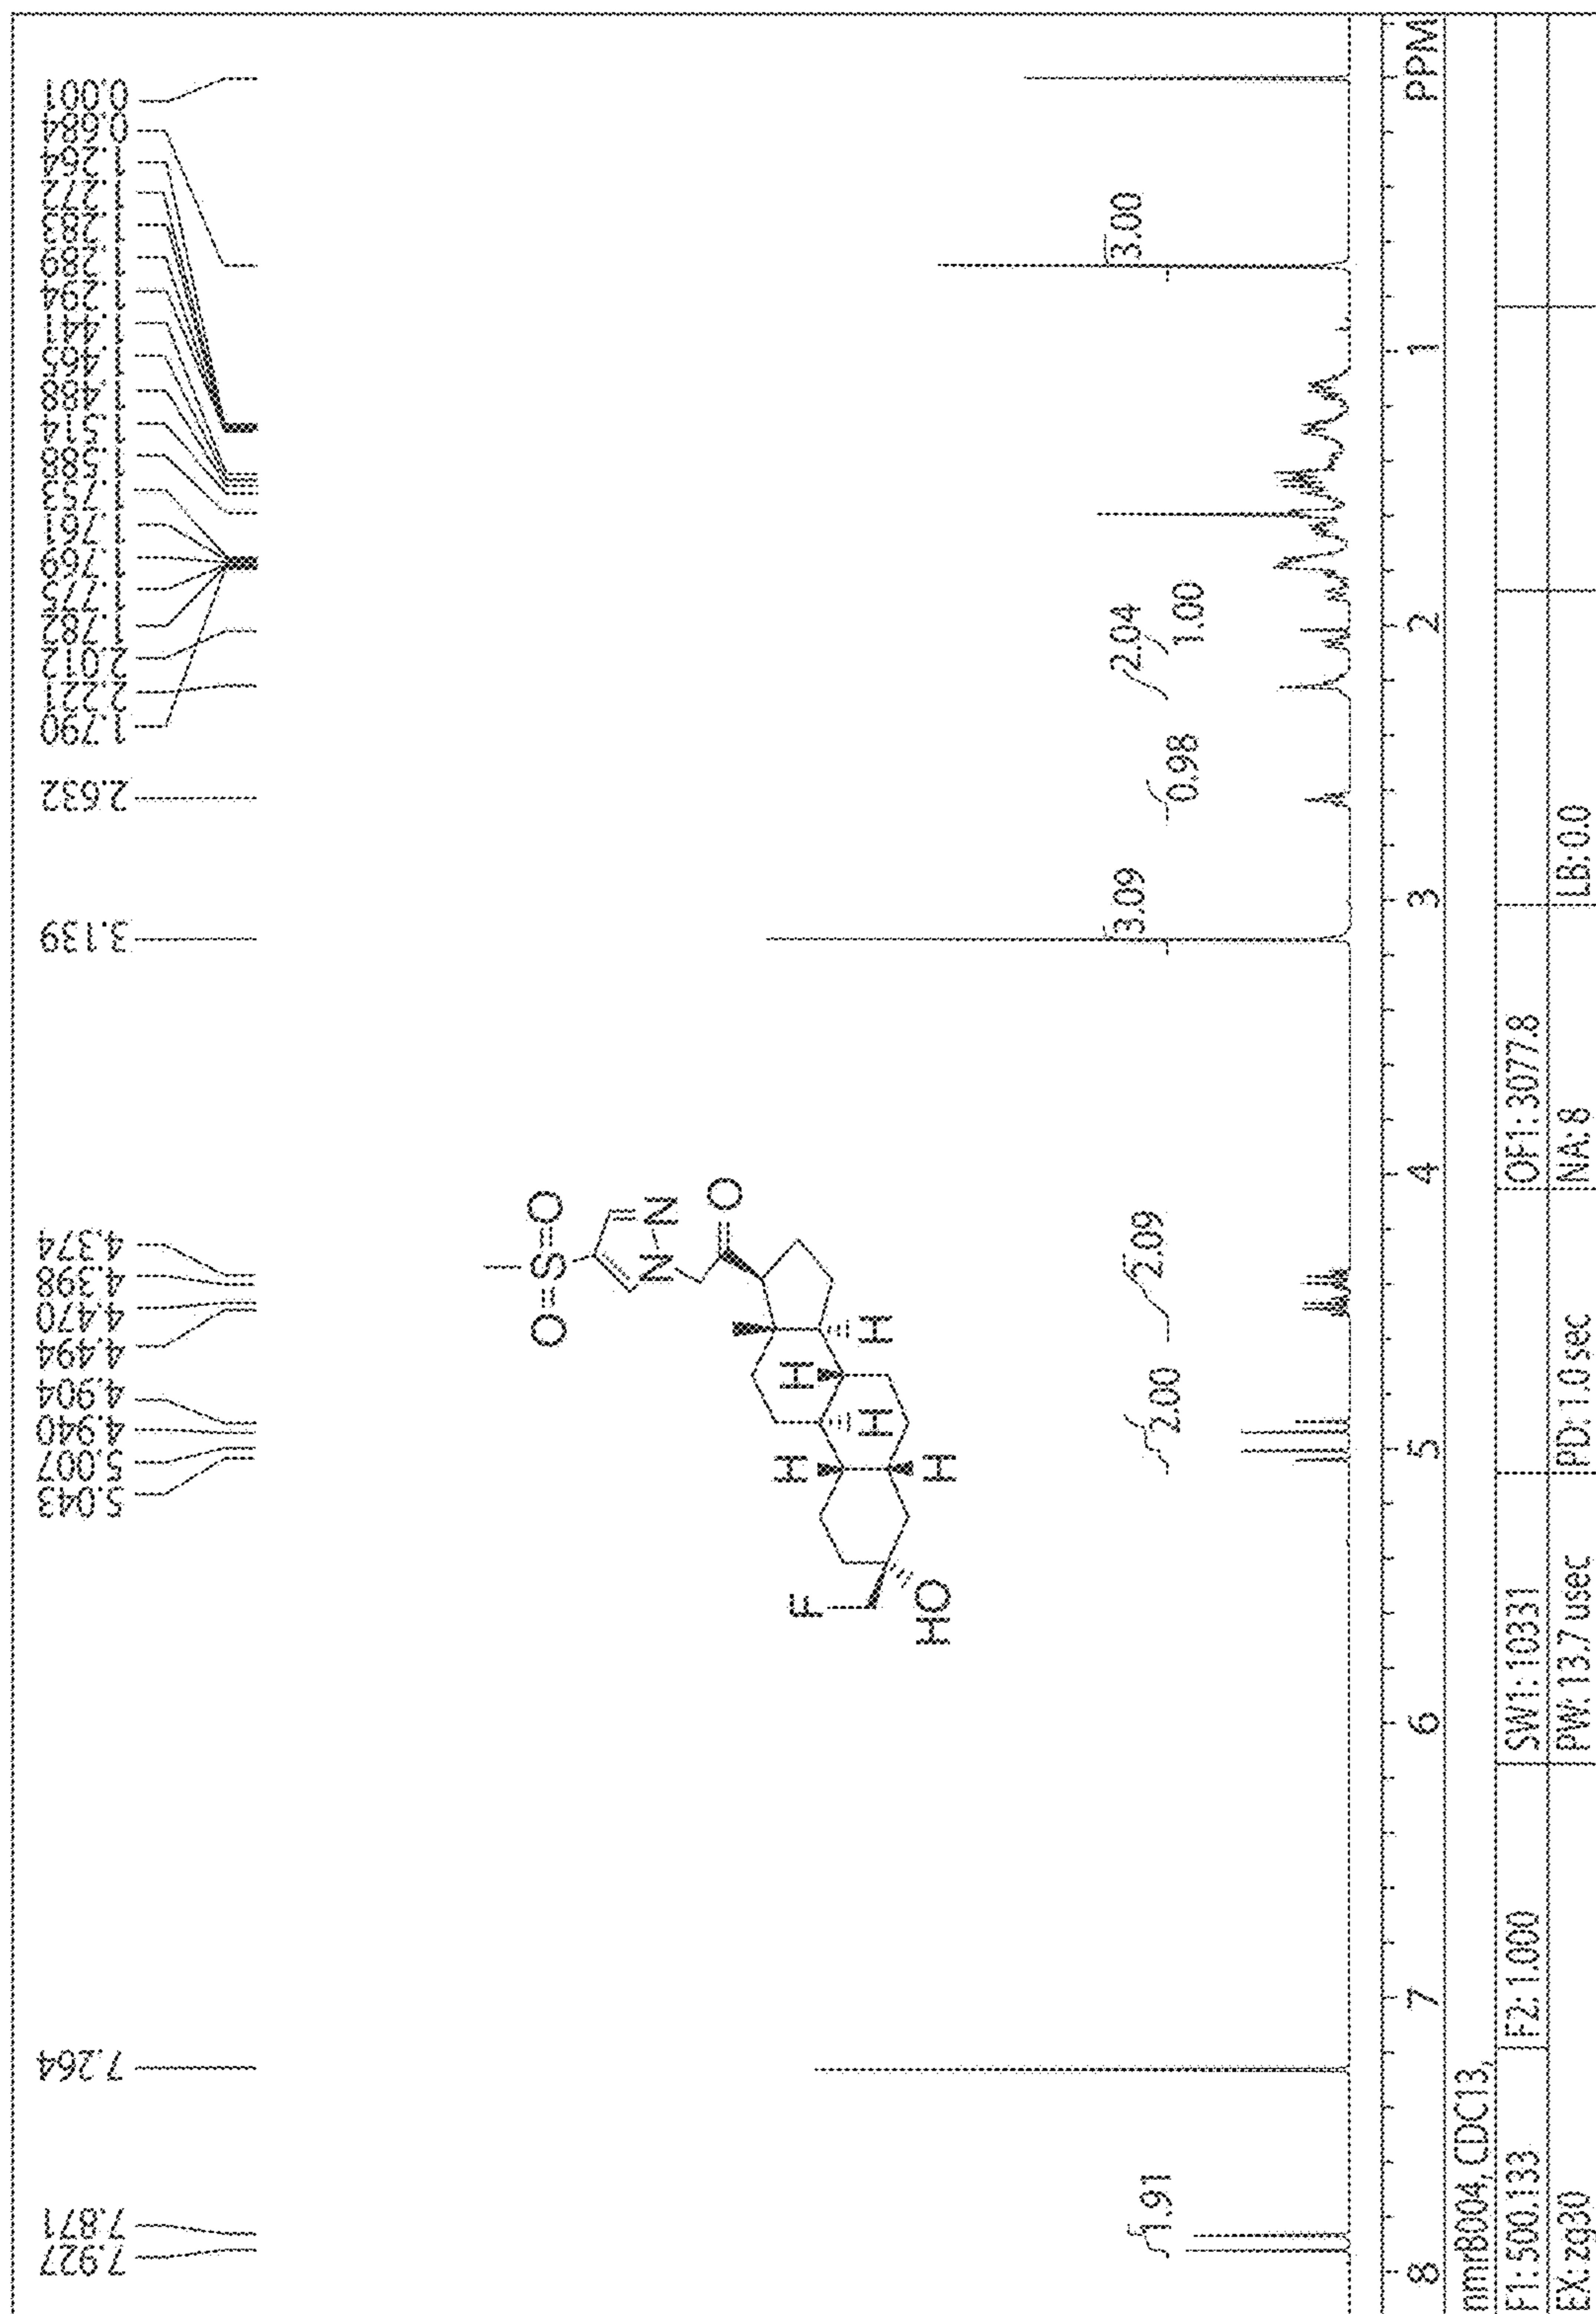 7.927
7.871
7.264
5.043
5.007
4.940
4.904
4.494
4.470
4.398
4.374
3.139
2.632
1.790
2.221
2.012
1.782
1.775
1.769
1.761
1.753
1.588
1.514
1.488
1.465
1.441
1.294
1.289
1.283
1.272
1.264
0.684
0.001
O=S=O
N
N
O
H
H
H
H
H
F
HO
1.91
2.00
2.09
3.09
0.98
2.04
1.00
3.00
8 7 6 5 4 3 2 1 PPM
nmr8004, CDC13,
F1: 500.133 F2: 1.000 SW1: 10331 OF1: 3077.8
EX: zg30 PW: 13.7 usec PD: 1.0 sec NA: 8 LB: 0.0